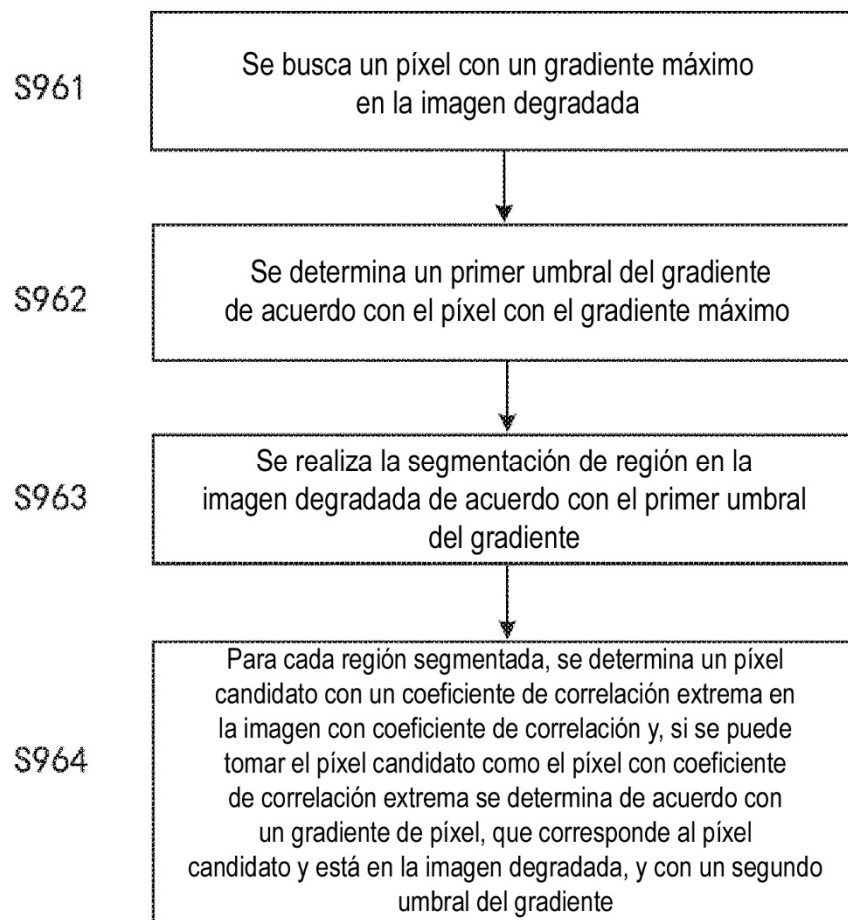 S961
Se busca un píxel con un gradiente máximo
en la imagen degradada
S962
Se determina un primer umbral del gradiente
de acuerdo con el píxel con el gradiente máximo
S963
Se realiza la segmentación de región en la
imagen degradada de acuerdo con el primer umbral
del gradiente
S964
Para cada región segmentada, se determina un píxel
candidato con un coeficiente de correlación extrema en
la imagen con coeficiente de correlación y, si se puede
tomar el píxel candidato como el píxel con coeficiente
de correlación extrema se determina de acuerdo con
un gradiente de píxel, que corresponde al píxel
candidato y está en la imagen degradada, y con un segundo
umbral del gradiente